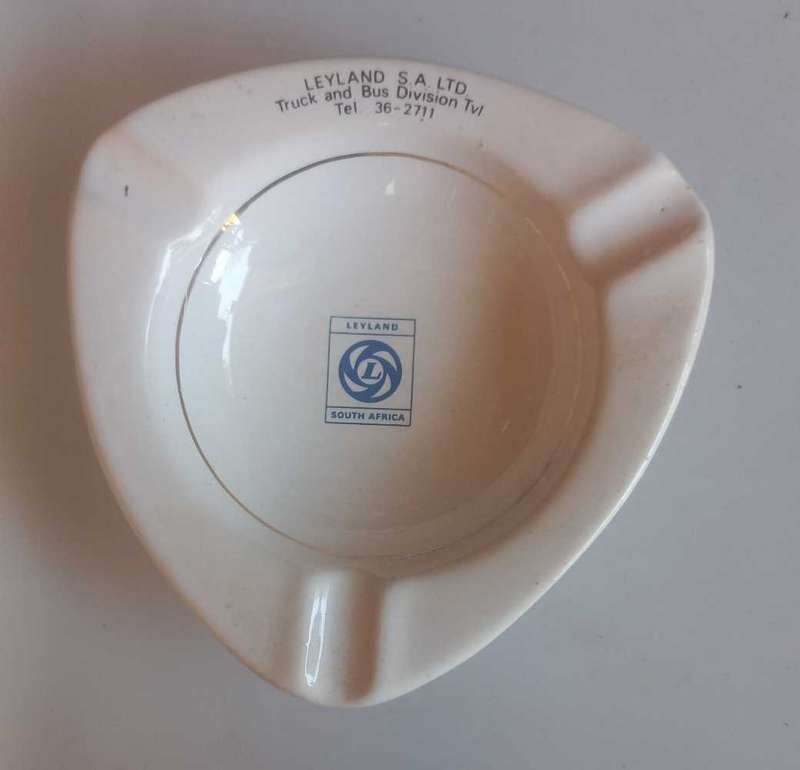 LEYLAND S.A. LTD.
Truck and Bus Division Tvl
Tel. 36-2711
LEYLAND
L
SOUTH AFRICA